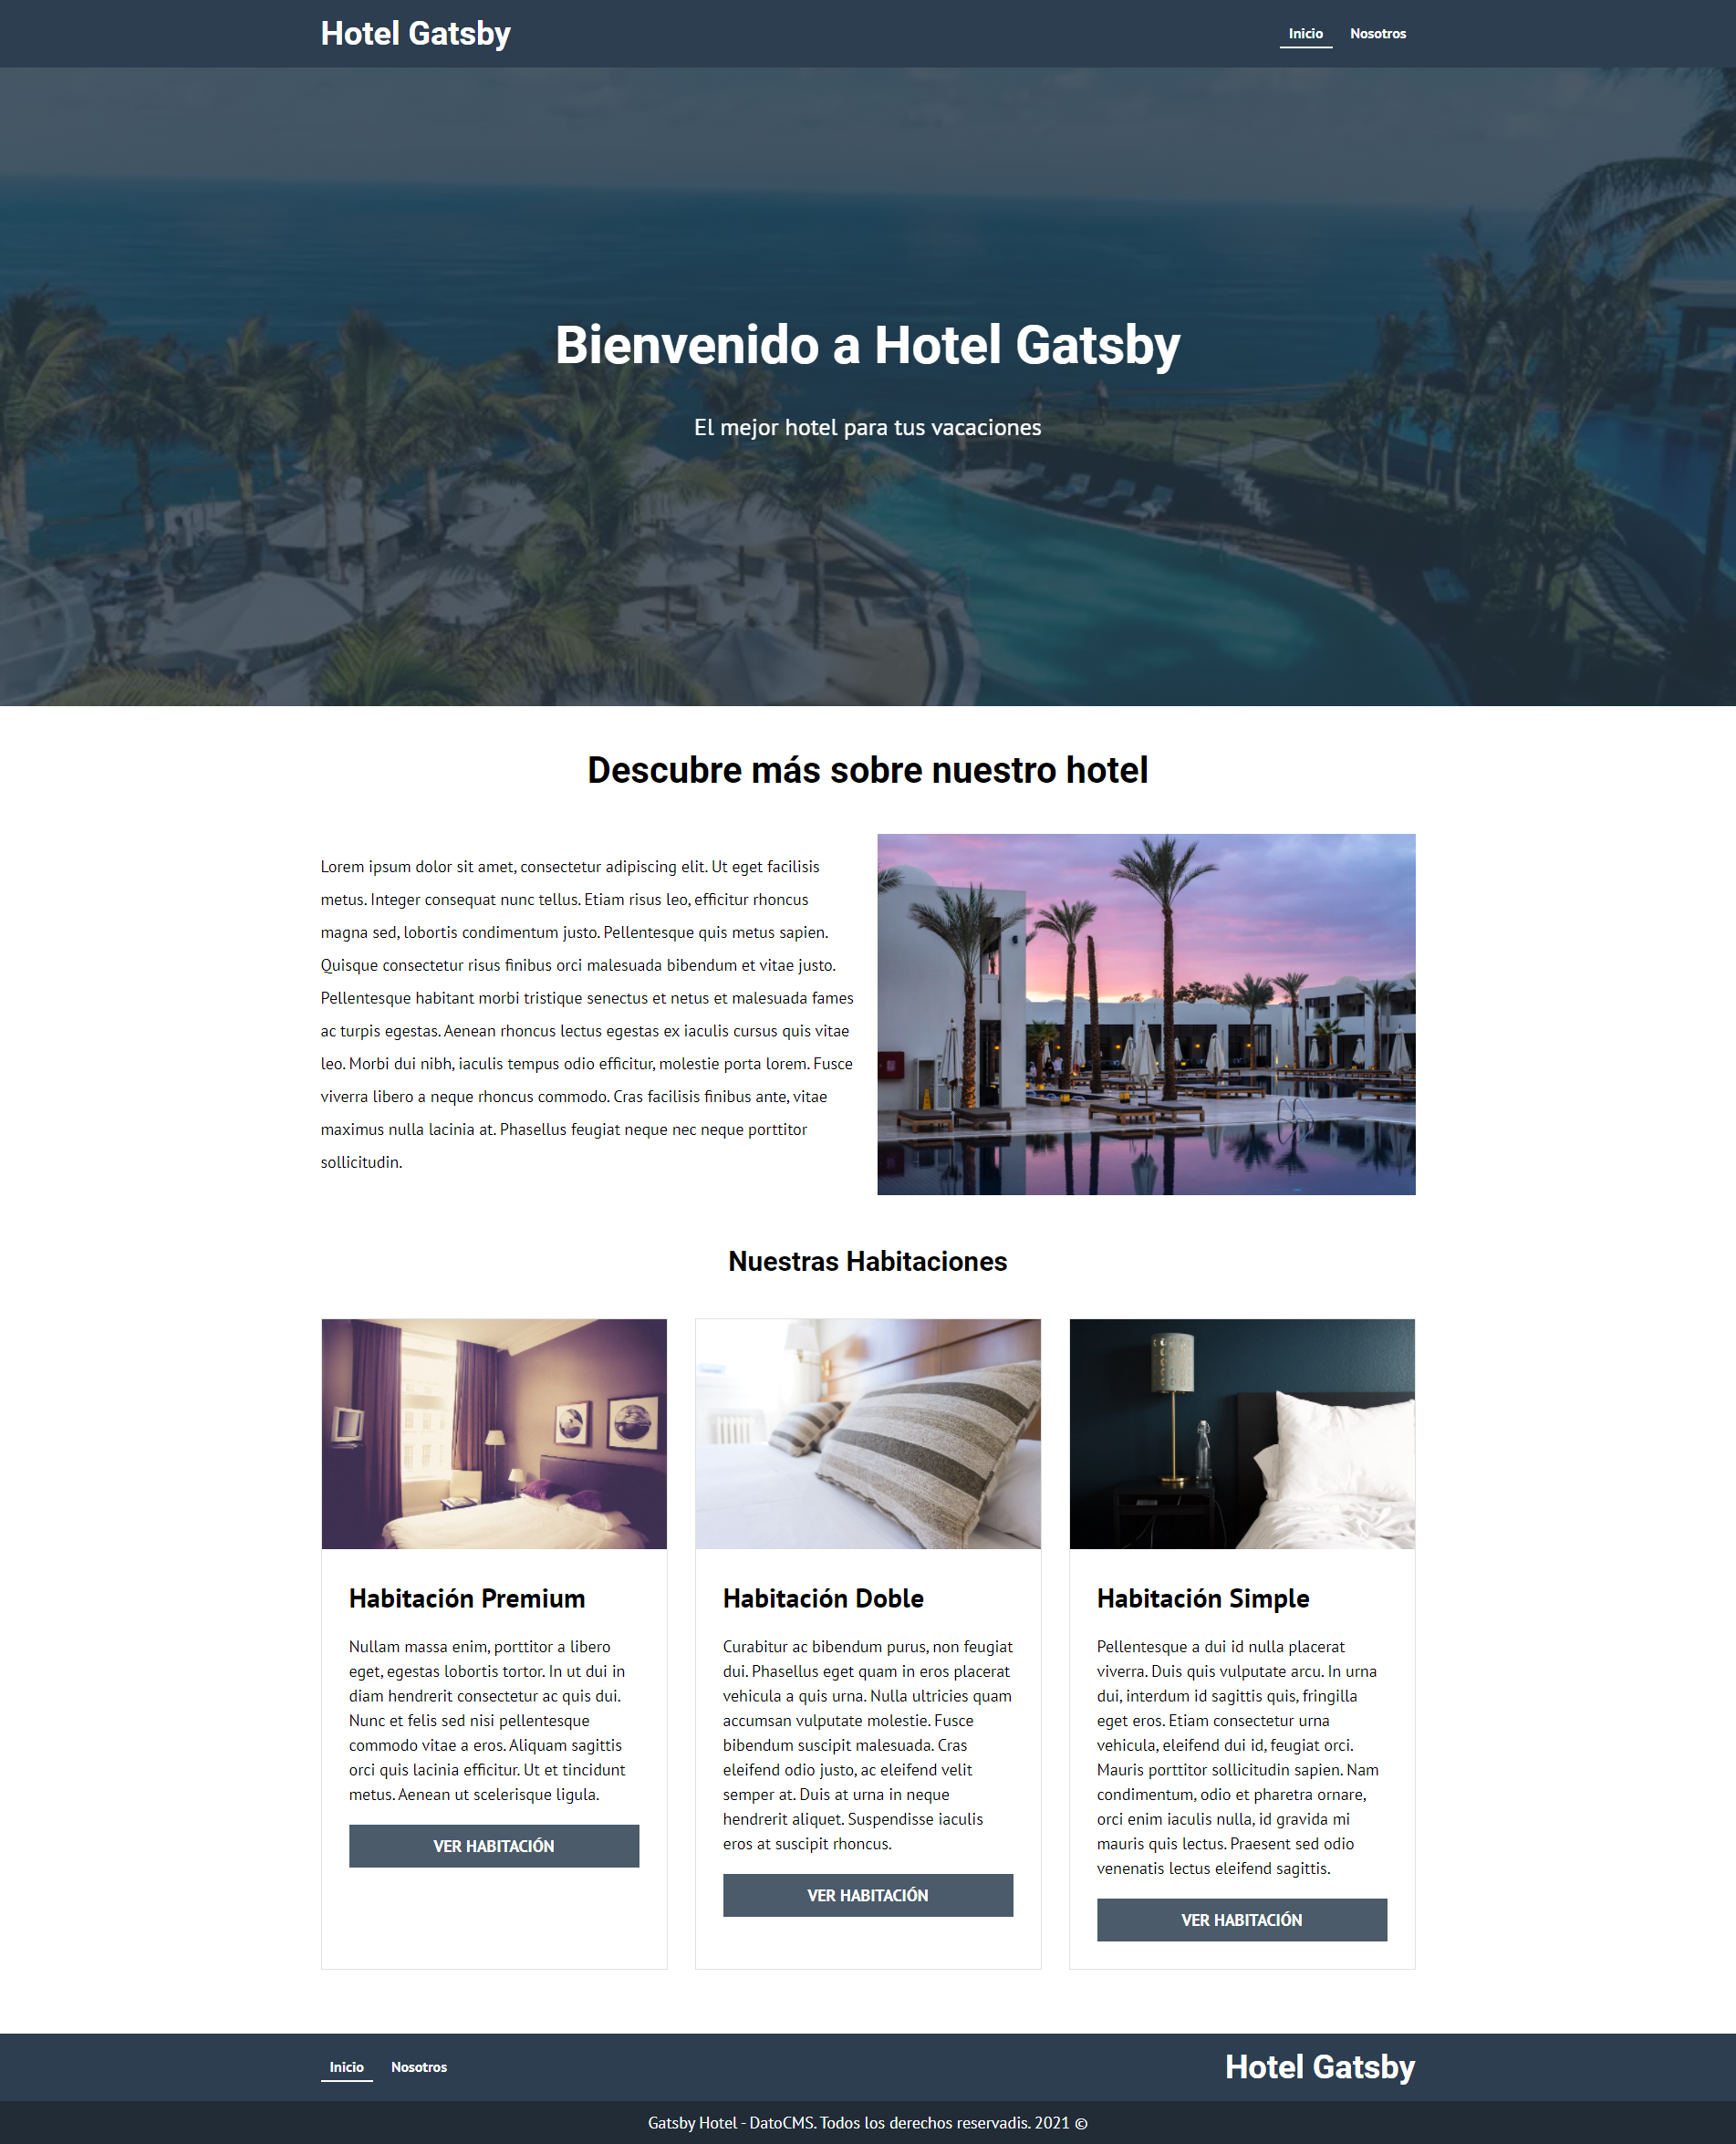 Hotel Gatsby
Inicio Nosotros
Bienvenido a Hotel Gatsby
El mejor hotel para tus vacaciones
Descubre más sobre nuestro hotel
Lorem ipsum dolor sit amet, consectetur adipiscing elit. Ut eget facilisis
metus. Integer consequat nunc tellus. Etiam risus leo, efficitur rhoncus
magna sed, lobortis condimentum justo. Pellentesque quis metus sapien.
Quisque consectetur risus finibus orci malesuada bibendum et vitae justo.
Pellentesque habitant morbi tristique senectus et netus et malesuada fames
ac turpis egestas. Aenean rhoncus lectus egestas ex iaculis cursus quis vitae
leo. Morbi dui nibh, iaculis tempus odio efficitur, molestie porta lorem. Fusce
viverra libero a neque rhoncus commodo. Cras facilisis finibus ante, vitae
maximus nulla lacinia at. Phasellus feugiat neque nec neque porttitor
sollicitudin.
Nuestras Habitaciones
Habitación Premium
Nullam massa enim, porttitor a libero
eget, egestas lobortis tortor. In ut dui in
diam hendrerit consectetur ac quis dui.
Nunc et felis sed nisi pellentesque
commodo vitae a eros. Aliquam sagittis
orci quis lacinia efficitur. Ut et tincidunt
metus. Aenean ut scelerisque ligula.
VER HABITACIÓN
Habitación Doble
Curabitur ac bibendum purus, non feugiat
dui. Phasellus eget quam in eros placerat
vehicula a quis urna. Nulla ultricies quam
accumsan vulputate molestie. Fusce
bibendum suscipit malesuada. Cras
eleifend odio justo, ac eleifend velit
semper at. Duis at urna in neque
hendrerit aliquet. Suspendisse iaculis
eros at suscipit rhoncus.
VER HABITACIÓN
Habitación Simple
Pellentesque a dui id nulla placerat
viverra. Duis quis vulputate arcu. In urna
dui, interdum id sagittis quis, fringilla
eget eros. Etiam consectetur urna
vehicula, eleifend dui id, feugiat orci.
Mauris porttitor sollicitudin sapien. Nam
condimentum, odio et pharetra ornare,
orci enim iaculis nulla, id gravida mi
mauris quis lectus. Praesent sed odio
venenatis lectus eleifend sagittis.
VER HABITACIÓN
Inicio Nosotros
Hotel Gatsby
Gatsby Hotel - DatoCMS. Todos los derechos reservadis. 2021 ©